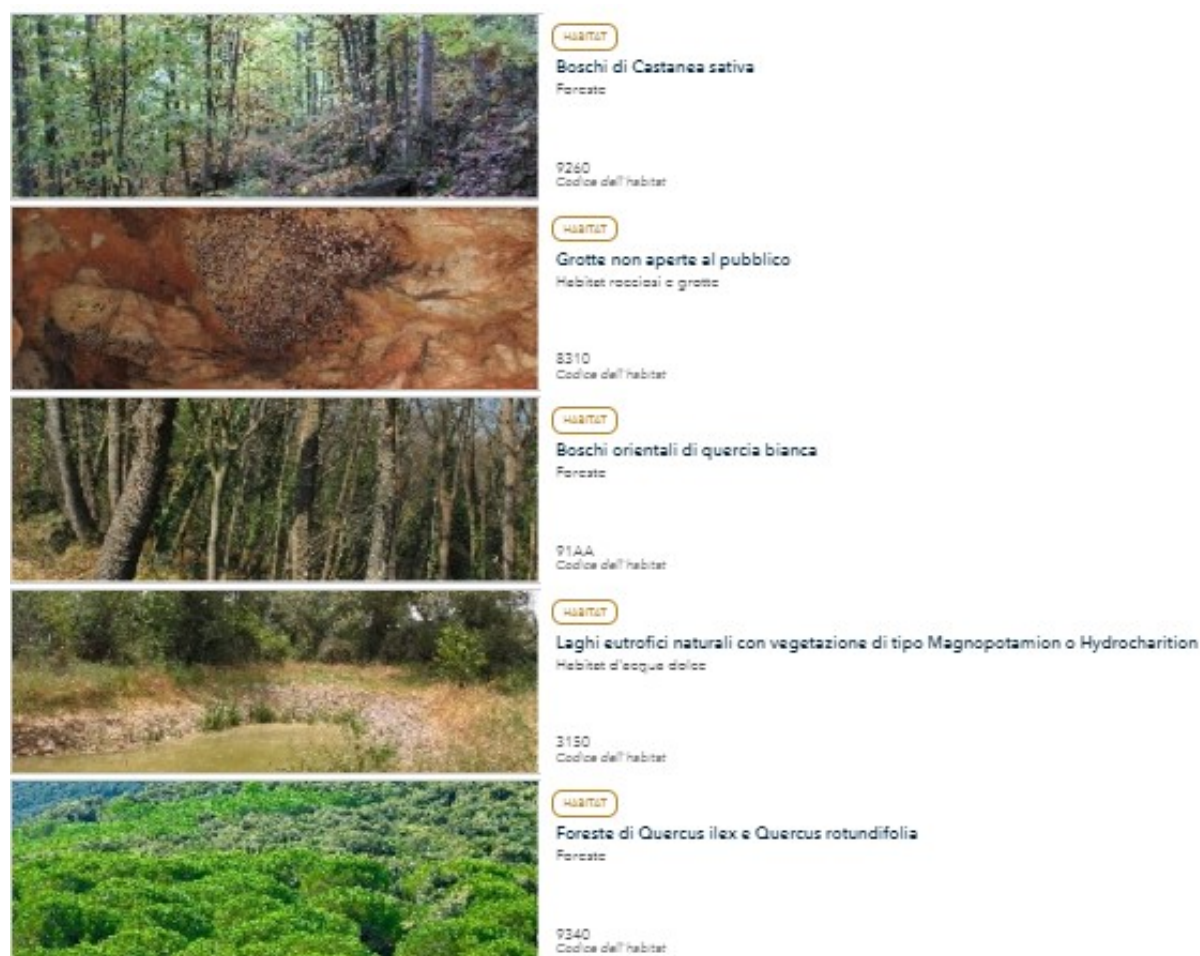 HABITAT
Boschi di Castanea sativa
Foreste
9260
Codice dell'habitat
HABITAT
Grotte non aperte al pubblico
Habitat rocciosi e grotte
8310
Codice dell'habitat
HABITAT
Boschi orientali di quercia bianca
Foreste
91AA
Codice dell'habitat
HABITAT
Laghi eutrofici naturali con vegetazione di tipo Magnopotamion o Hydrocharition
Habitat d'acqua dolce
3150
Codice dell'habitat
HABITAT
Foreste di Quercus ilex e Quercus rotundifolia
Foreste
9340
Codice dell'habitat